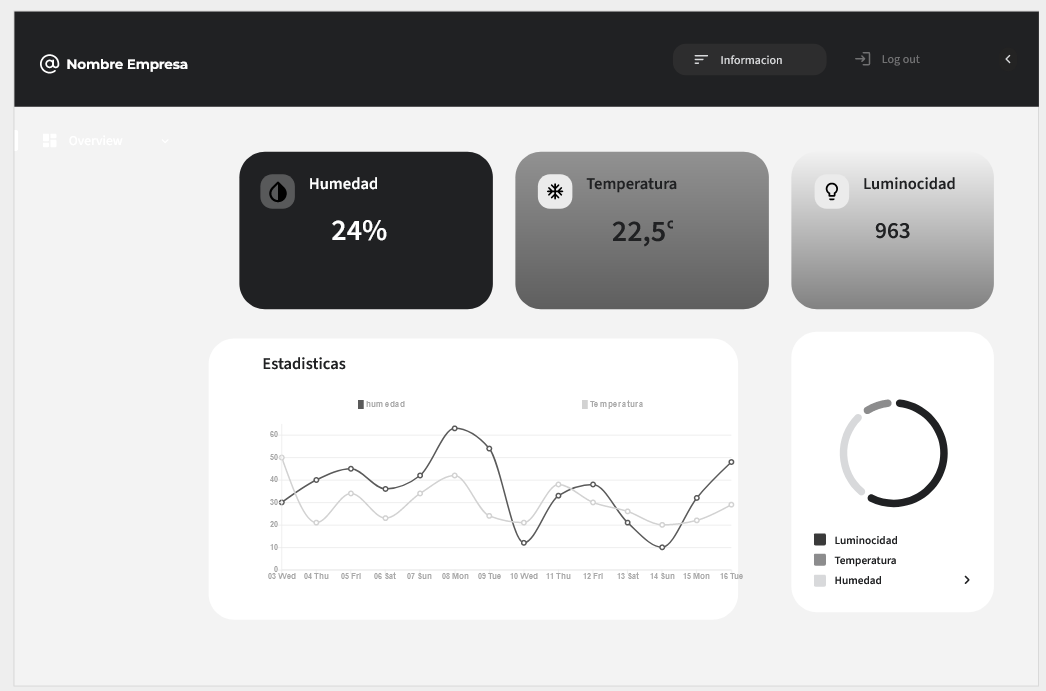 @ Nombre Empresa
Informacion
Log out
Overview
Humedad
24%
Temperatura
22,5c
Luminocidad
963
Estadisticas
humedad
Temperatura
60
50
40
30
20
10
0
03 Wed 04 Thu 05 Fri 06 Sat 07 Sun 08 Mon 09 Tue 10 Wed 11 Thu 12 Fri 13 Sat 14 Sun 15 Mon 16 Tue
Luminocidad
Temperatura
Humedad